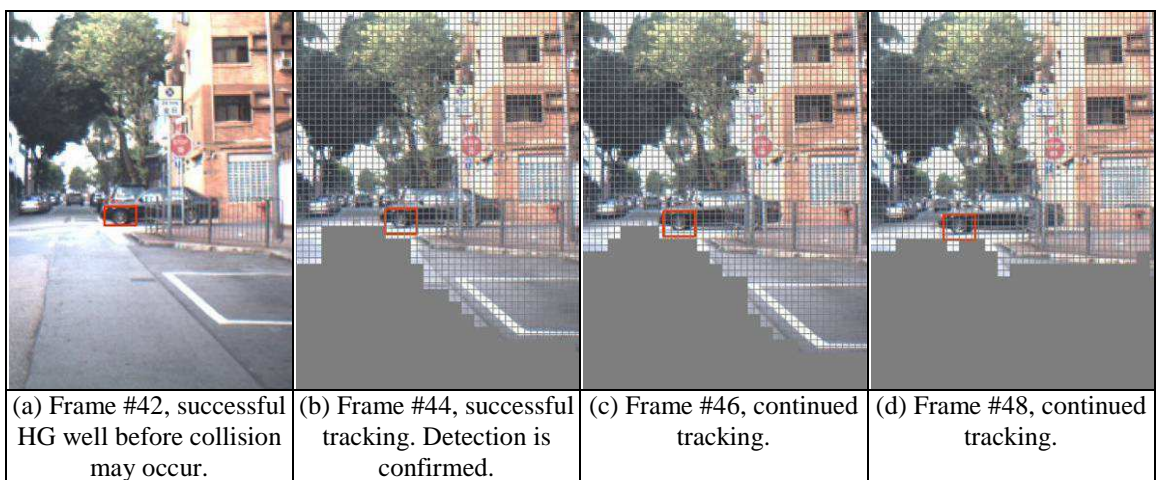 (a) Frame #42, successful
HG well before collision
may occur.
(b) Frame #44, successful
tracking. Detection is
confirmed.
(c) Frame #46, continued
tracking.
(d) Frame #48, continued
tracking.